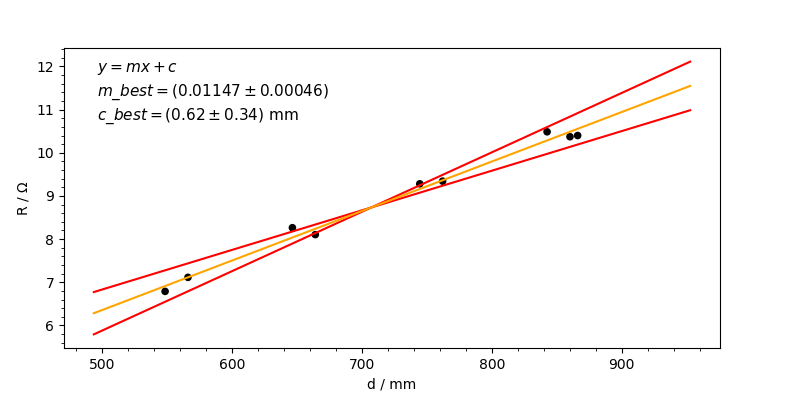 y = mx + c
m_best = (0.01147 ± 0.00046)
c_best = (0.62 ± 0.34) mm
12
11
10
9
8
7
6
R / Ω
500
600
700
800
900
d / mm